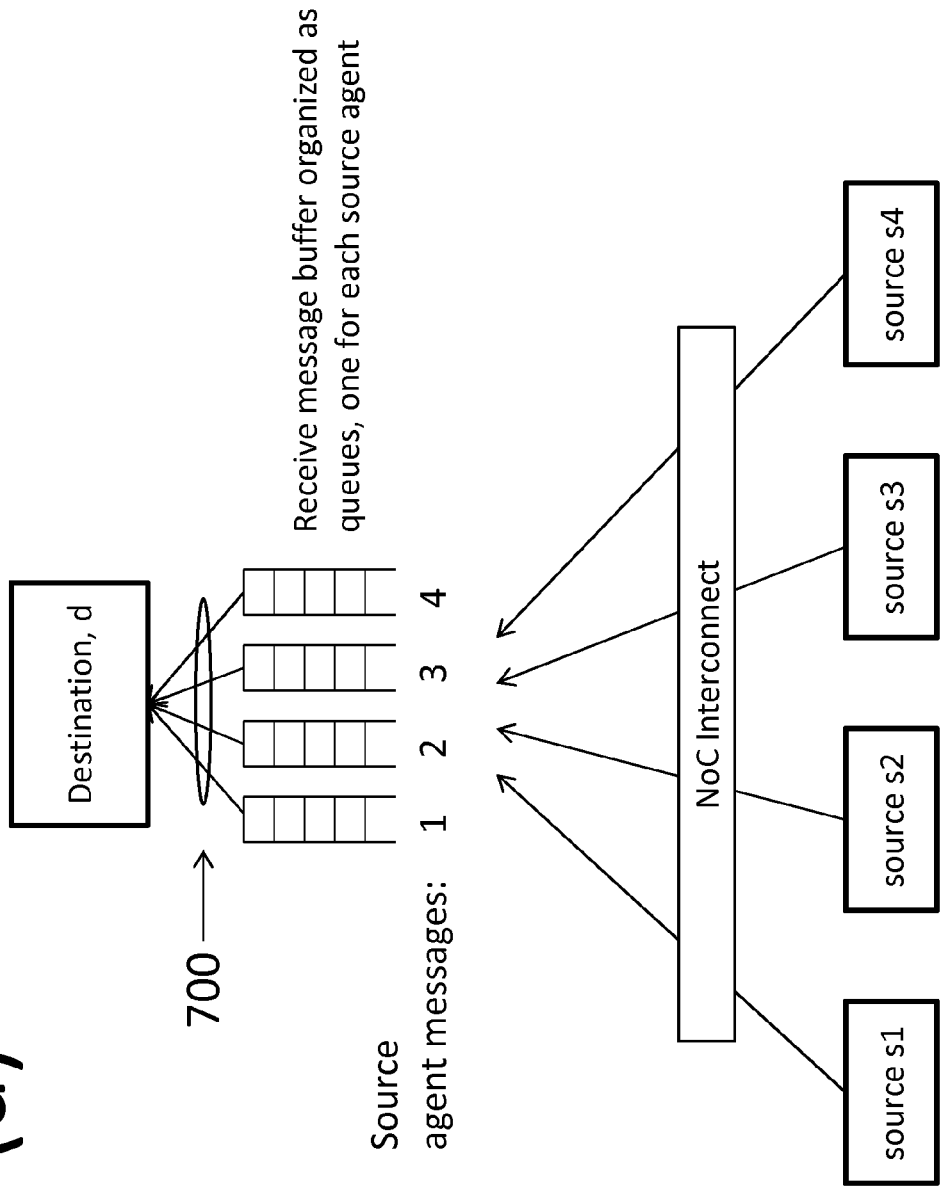 Destination, d
700
Receive message buffer organized as
queues, one for each source agent
Source
agent messages:
1 2 3 4
NoC Interconnect
source s1
source s2
source s3
source s4